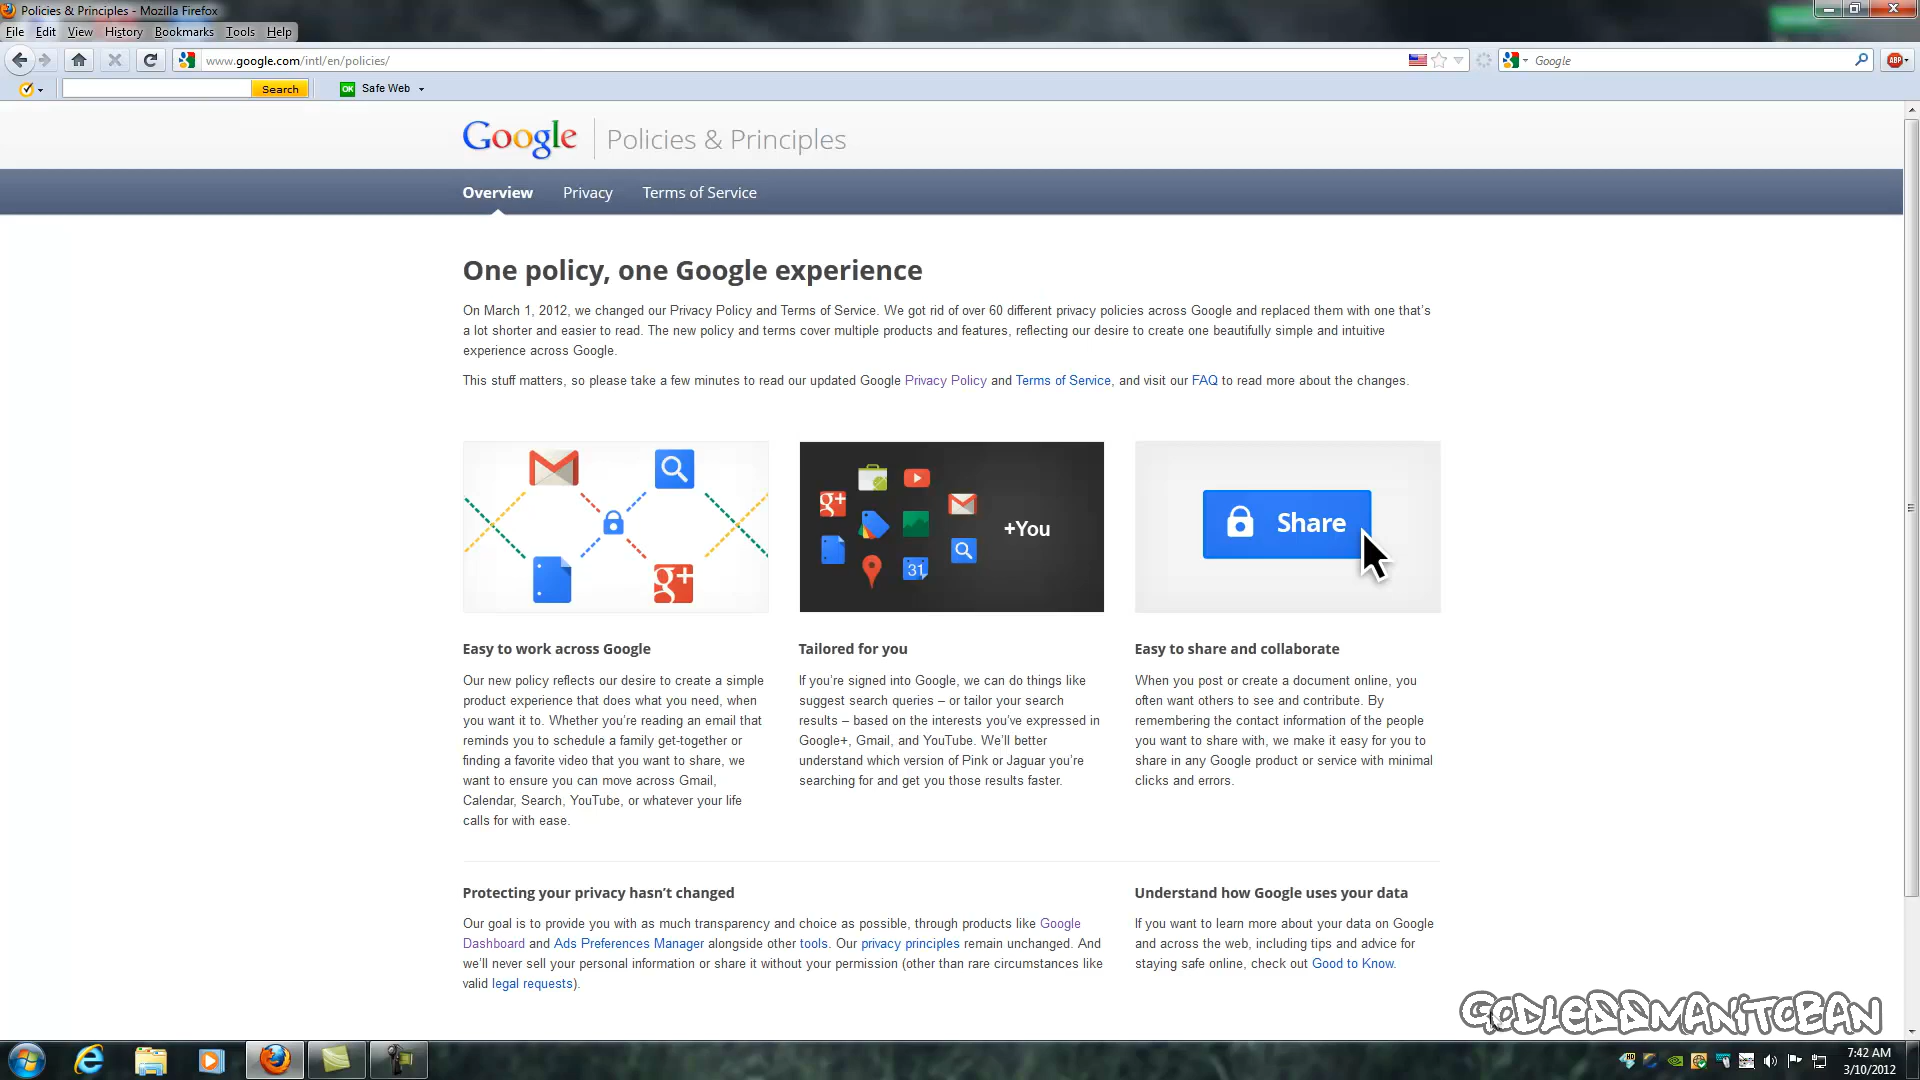 Policies & Principles - Mozilla Firefox
File Edit View History Bookmarks Tools Help
www.google.com/intl/en/policies/
Google
ABP
Search
OK Safe Web
Google Policies & Principles
Overview Privacy Terms of Service
One policy, one Google experience
On March 1, 2012, we changed our Privacy Policy and Terms of Service. We got rid of over 60 different privacy policies across Google and replaced them with one that's
a lot shorter and easier to read. The new policy and terms cover multiple products and features, reflecting our desire to create one beautifully simple and intuitive
experience across Google.
This stuff matters, so please take a few minutes to read our updated Google Privacy Policy and Terms of Service, and visit our FAQ to read more about the changes.
g+
g+
31
+You
Share
Easy to work across Google
Our new policy reflects our desire to create a simple
product experience that does what you need, when
you want it to. Whether you're reading an email that
reminds you to schedule a family get-together or
finding a favorite video that you want to share, we
want to ensure you can move across Gmail,
Calendar, Search, YouTube, or whatever your life
calls for with ease.
Tailored for you
If you're signed into Google, we can do things like
suggest search queries – or tailor your search
results – based on the interests you've expressed in
Google+, Gmail, and YouTube. We'll better
understand which version of Pink or Jaguar you're
searching for and get you those results faster.
Easy to share and collaborate
When you post or create a document online, you
often want others to see and contribute. By
remembering the contact information of the people
you want to share with, we make it easy for you to
share in any Google product or service with minimal
clicks and errors.
Protecting your privacy hasn't changed
Our goal is to provide you with as much transparency and choice as possible, through products like Google
Dashboard and Ads Preferences Manager alongside other tools. Our privacy principles remain unchanged. And
we'll never sell your personal information or share it without your permission (other than rare circumstances like
valid legal requests).
Understand how Google uses your data
If you want to learn more about your data on Google
and across the web, including tips and advice for
staying safe online, check out Good to Know.
GODLESSMANITOBAN
7:42 AM
3/10/2012